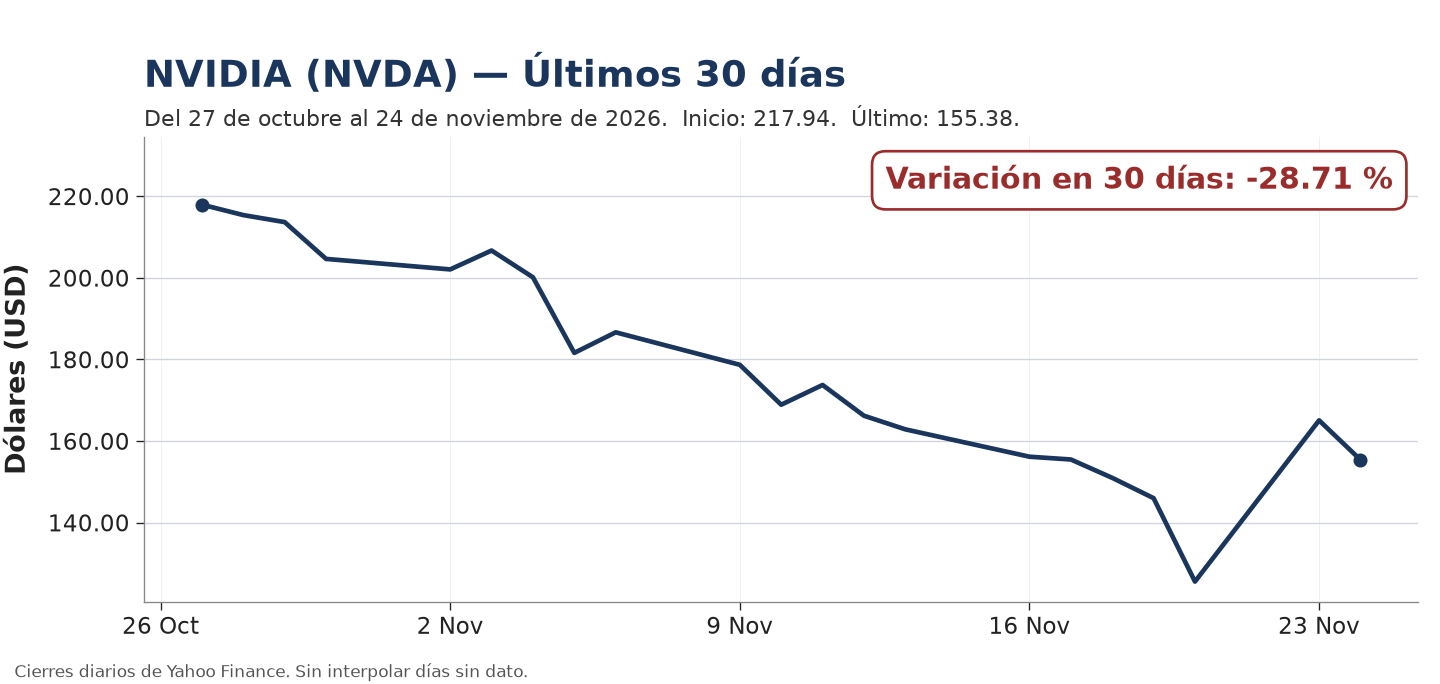 NVIDIA (NVDA) — Últimos 30 días
Del 27 de octubre al 24 de noviembre de 2026.  Inicio: 217.94.  Último: 155.38.
Variación en 30 días: -28.71 %
Dólares (USD)
220.00
200.00
180.00
160.00
140.00
26 Oct
2 Nov
9 Nov
16 Nov
23 Nov
Cierres diarios de Yahoo Finance. Sin interpolar días sin dato.